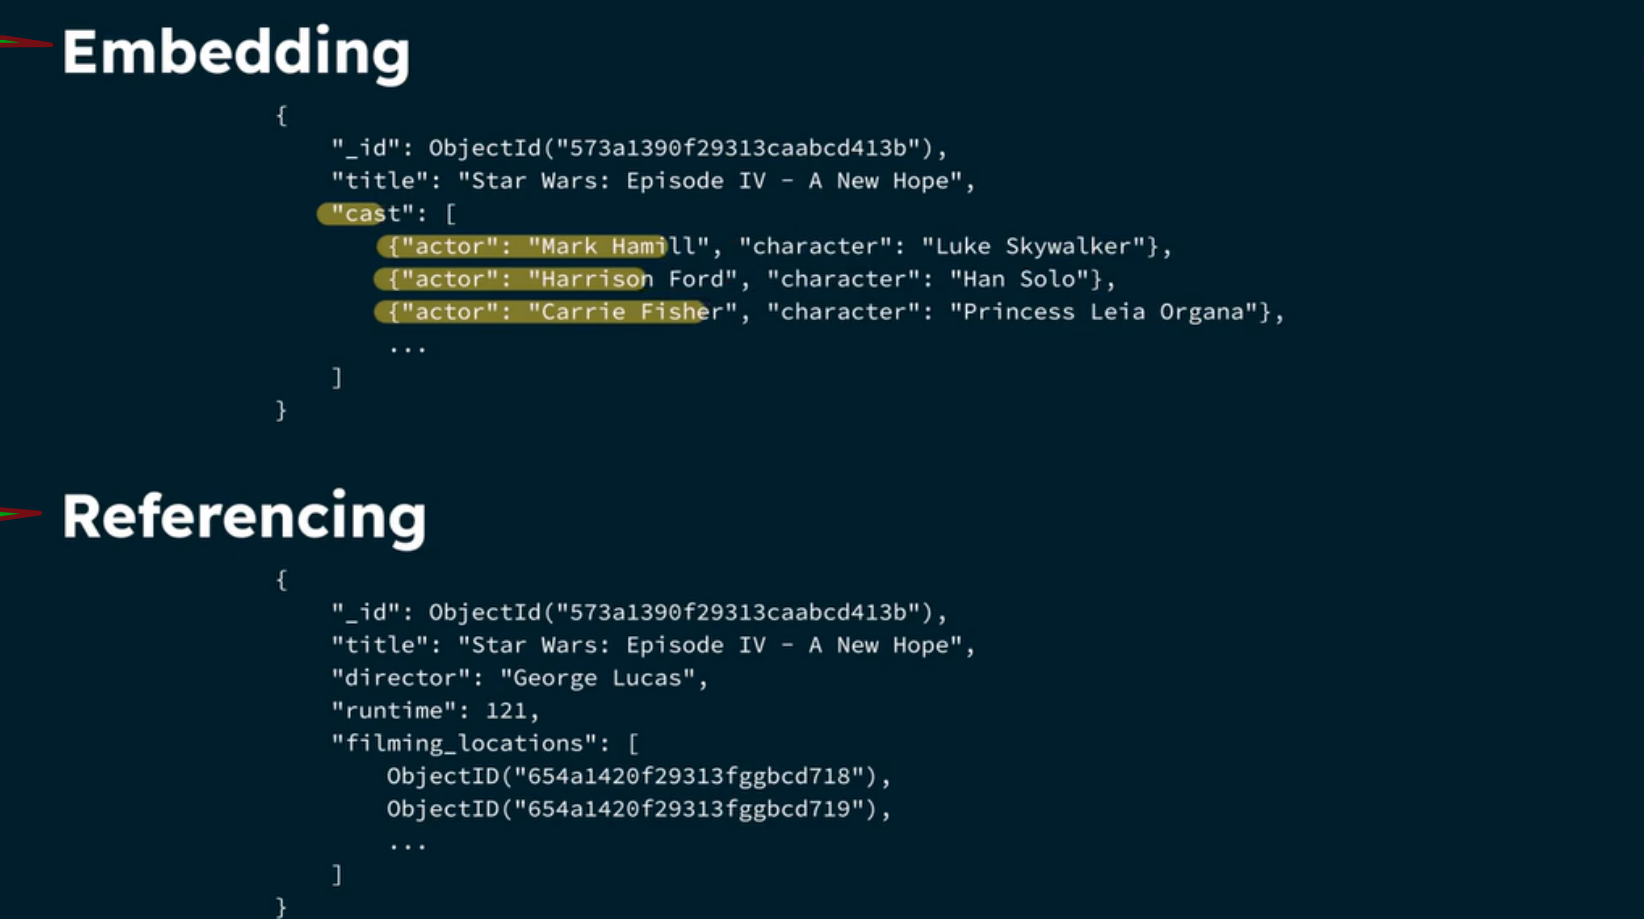 Embedding
{
"_id": ObjectId("573a1390f29313caabcd413b"),
"title": "Star Wars: Episode IV – A New Hope",
"cast": [
{"actor": "Mark Hamill", "character": "Luke Skywalker"},
{"actor": "Harrison Ford", "character": "Han Solo"},
{"actor": "Carrie Fisher", "character": "Princess Leia Organa"},
...
]
}
Referencing
{
"_id": ObjectId("573a1390f29313caabcd413b"),
"title": "Star Wars: Episode IV – A New Hope",
"director": "George Lucas",
"runtime": 121,
"filming_locations": [
ObjectID("654a1420f29313fggbcd718"),
ObjectID("654a1420f29313fggbcd719"),
...
]
}